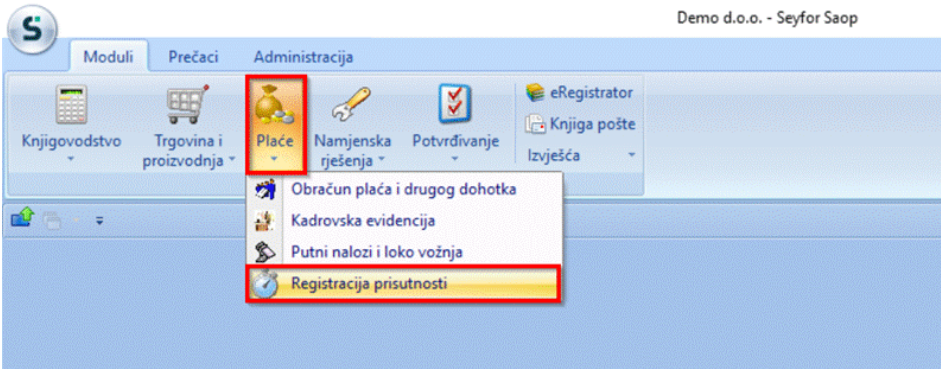 Demo d.o.o. - Seyfor Saop
S
Moduli Prečaci Administracija
Knjigovodstvo
Trgovina i
proizvodnja
Plaće
Namjenska
rješenja
Potvrđivanje
eRegistrator
Knjiga pošte
Izvješća
Obračun plaća i drugog dohotka
Kadrovska evidencija
Putni nalozi i loko vožnja
Registracija prisutnosti